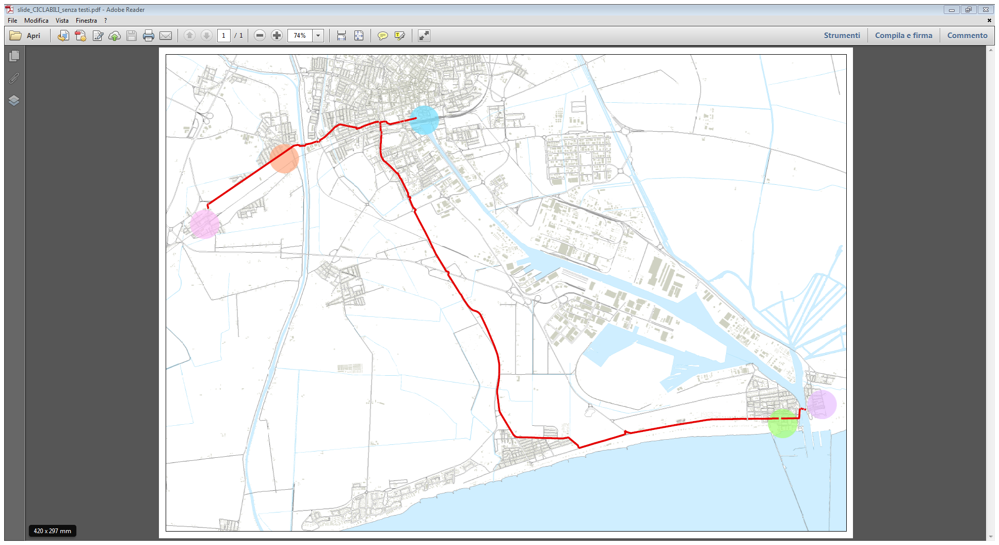 slide_CICLABILI_senza testi.pdf - Adobe Reader
File Modifica Vista Finestra ?
Apri 1 / 1 74% Strumenti Compila e firma Commento
420 x 297 mm